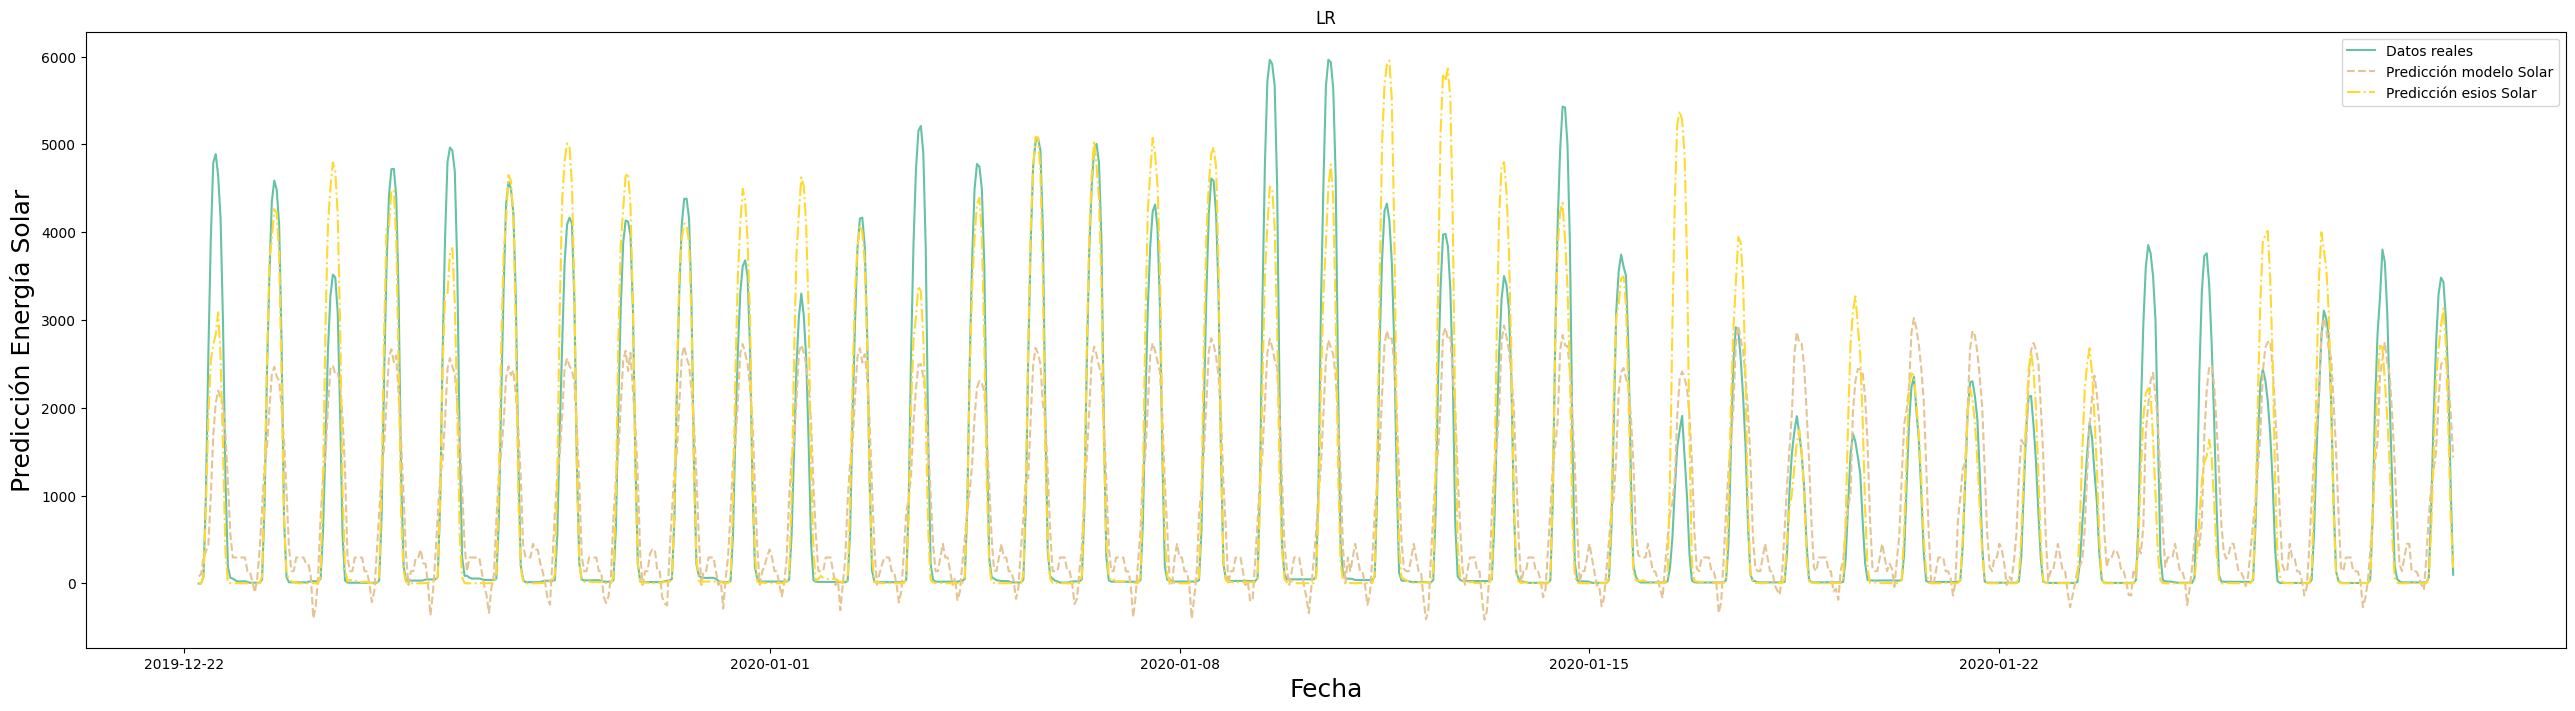 LR
Datos reales
Predicción modelo Solar
Predicción esios Solar
Predicción Energía Solar
6000
5000
4000
3000
2000
1000
0
2019-12-22
2020-01-01
2020-01-08
2020-01-15
2020-01-22
Fecha